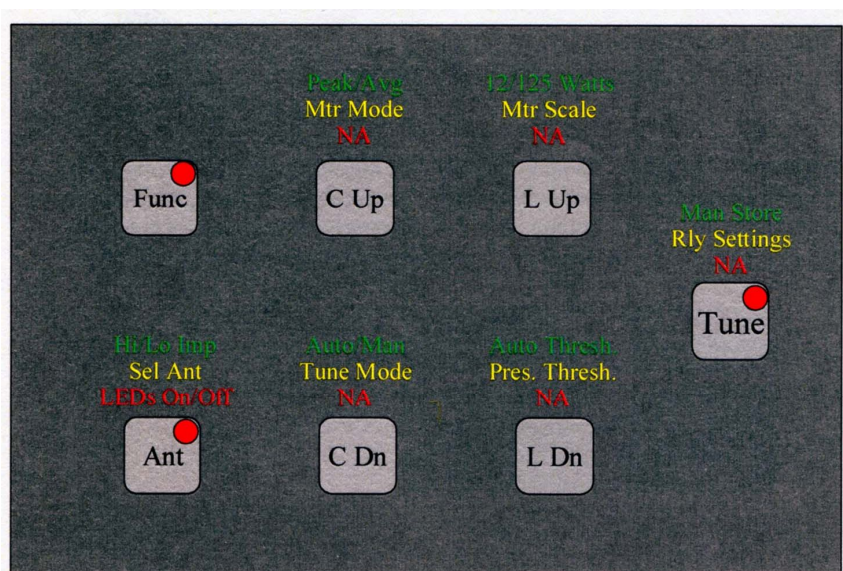 Peak/Avg
Mtr Mode
NA
12/125 Watts
Mtr Scale
NA
Func
C Up
L Up
Man Store
Rly Settings
NA
Tune
Hi/Lo Imp
Sel Ant
LEDs On/Off
Auto/Man
Tune Mode
NA
Auto Thresh.
Pres. Thresh.
NA
Ant
C Dn
L Dn